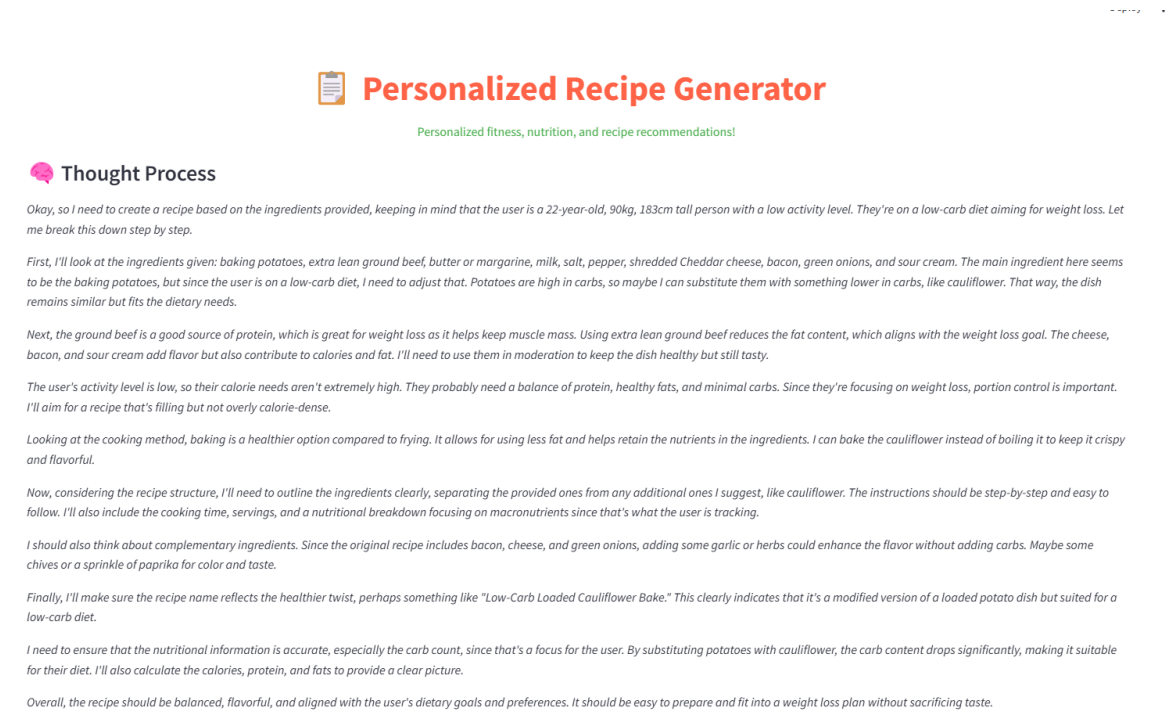 Personalized Recipe Generator
Personalized fitness, nutrition, and recipe recommendations!
Thought Process
Okay, so I need to create a recipe based on the ingredients provided, keeping in mind that the user is a 22-year-old, 90kg, 183cm tall person with a low activity level. They're on a low-carb diet aiming for weight loss. Let
me break this down step by step.
First, I'll look at the ingredients given: baking potatoes, extra lean ground beef, butter or margarine, milk, salt, pepper, shredded Cheddar cheese, bacon, green onions, and sour cream. The main ingredient here seems
to be the baking potatoes, but since the user is on a low-carb diet, I need to adjust that. Potatoes are high in carbs, so maybe I can substitute them with something lower in carbs, like cauliflower. That way, the dish
remains similar but fits the dietary needs.
Next, the ground beef is a good source of protein, which is great for weight loss as it helps keep muscle mass. Using extra lean ground beef reduces the fat content, which aligns with the weight loss goal. The cheese,
bacon, and sour cream add flavor but also contribute to calories and fat. I'll need to use them in moderation to keep the dish healthy but still tasty.
The user's activity level is low, so their calorie needs aren't extremely high. They probably need a balance of protein, healthy fats, and minimal carbs. Since they're focusing on weight loss, portion control is important.
I'll aim for a recipe that's filling but not overly calorie-dense.
Looking at the cooking method, baking is a healthier option compared to frying. It allows for using less fat and helps retain the nutrients in the ingredients. I can bake the cauliflower instead of boiling it to keep it crispy
and flavorful.
Now, considering the recipe structure, I'll need to outline the ingredients clearly, separating the provided ones from any additional ones I suggest, like cauliflower. The instructions should be step-by-step and easy to
follow. I'll also include the cooking time, servings, and a nutritional breakdown focusing on macronutrients since that's what the user is tracking.
I should also think about complementary ingredients. Since the original recipe includes bacon, cheese, and green onions, adding some garlic or herbs could enhance the flavor without adding carbs. Maybe some
chives or a sprinkle of paprika for color and taste.
Finally, I'll make sure the recipe name reflects the healthier twist, perhaps something like "Low-Carb Loaded Cauliflower Bake." This clearly indicates that it's a modified version of a loaded potato dish but suited for a
low-carb diet.
I need to ensure that the nutritional information is accurate, especially the carb count, since that's a focus for the user. By substituting potatoes with cauliflower, the carb content drops significantly, making it suitable
for their diet. I'll also calculate the calories, protein, and fats to provide a clear picture.
Overall, the recipe should be balanced, flavorful, and aligned with the user's dietary goals and preferences. It should be easy to prepare and fit into a weight loss plan without sacrificing taste.